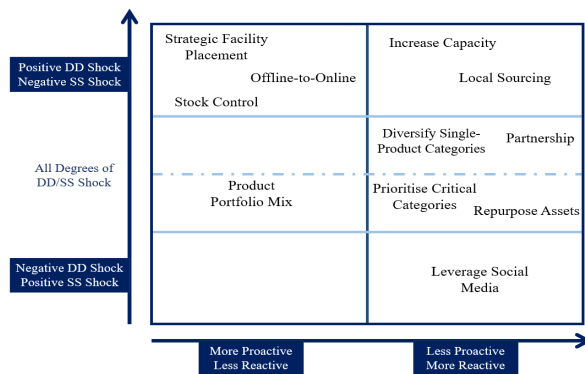 Strategic Facility
Placement
Increase Capacity
Positive DD Shock
Negative SS Shock
Offline-to-Online
Local Sourcing
Stock Control
Diversify Single-
Product Categories
Partnership
All Degrees of
DD/SS Shock
Product
Portfolio Mix
Prioritise Critical
Categories
Repurpose Assets
Negative DD Shock
Positive SS Shock
Leverage Social
Media
More Proactive
Less Reactive
Less Proactive
More Reactive